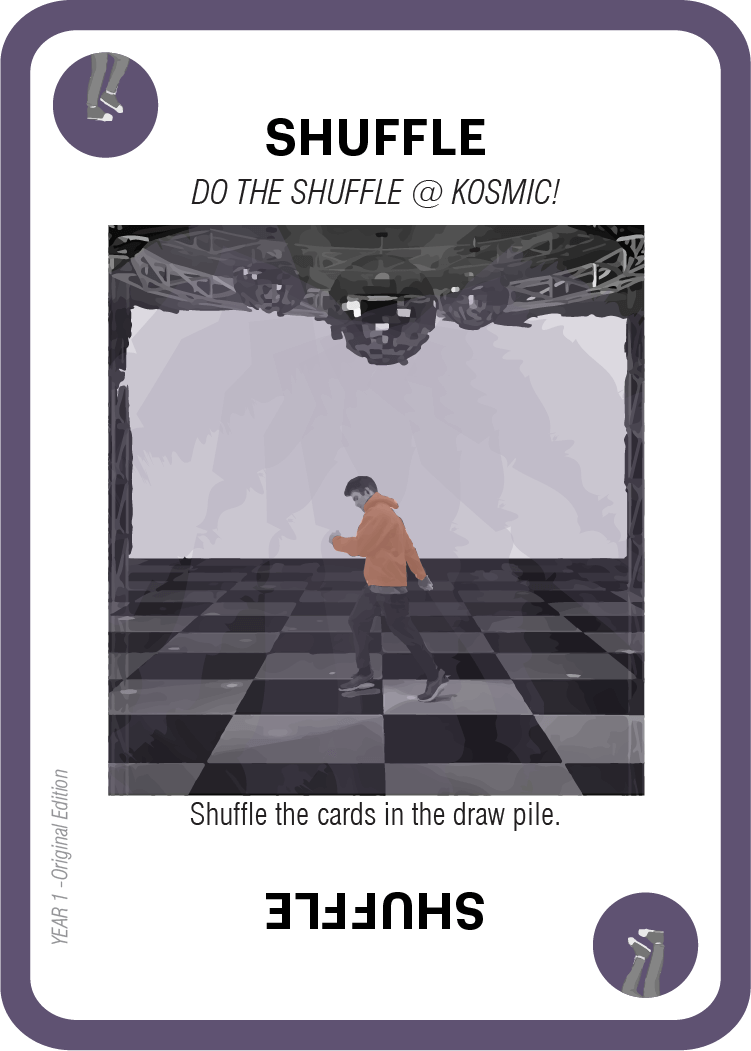 SHUFFLE
DO THE SHUFFLE @ KOSMIC!
Shuffle the cards in the draw pile.
YEAR 1 -Original Edition
SHUFFLE